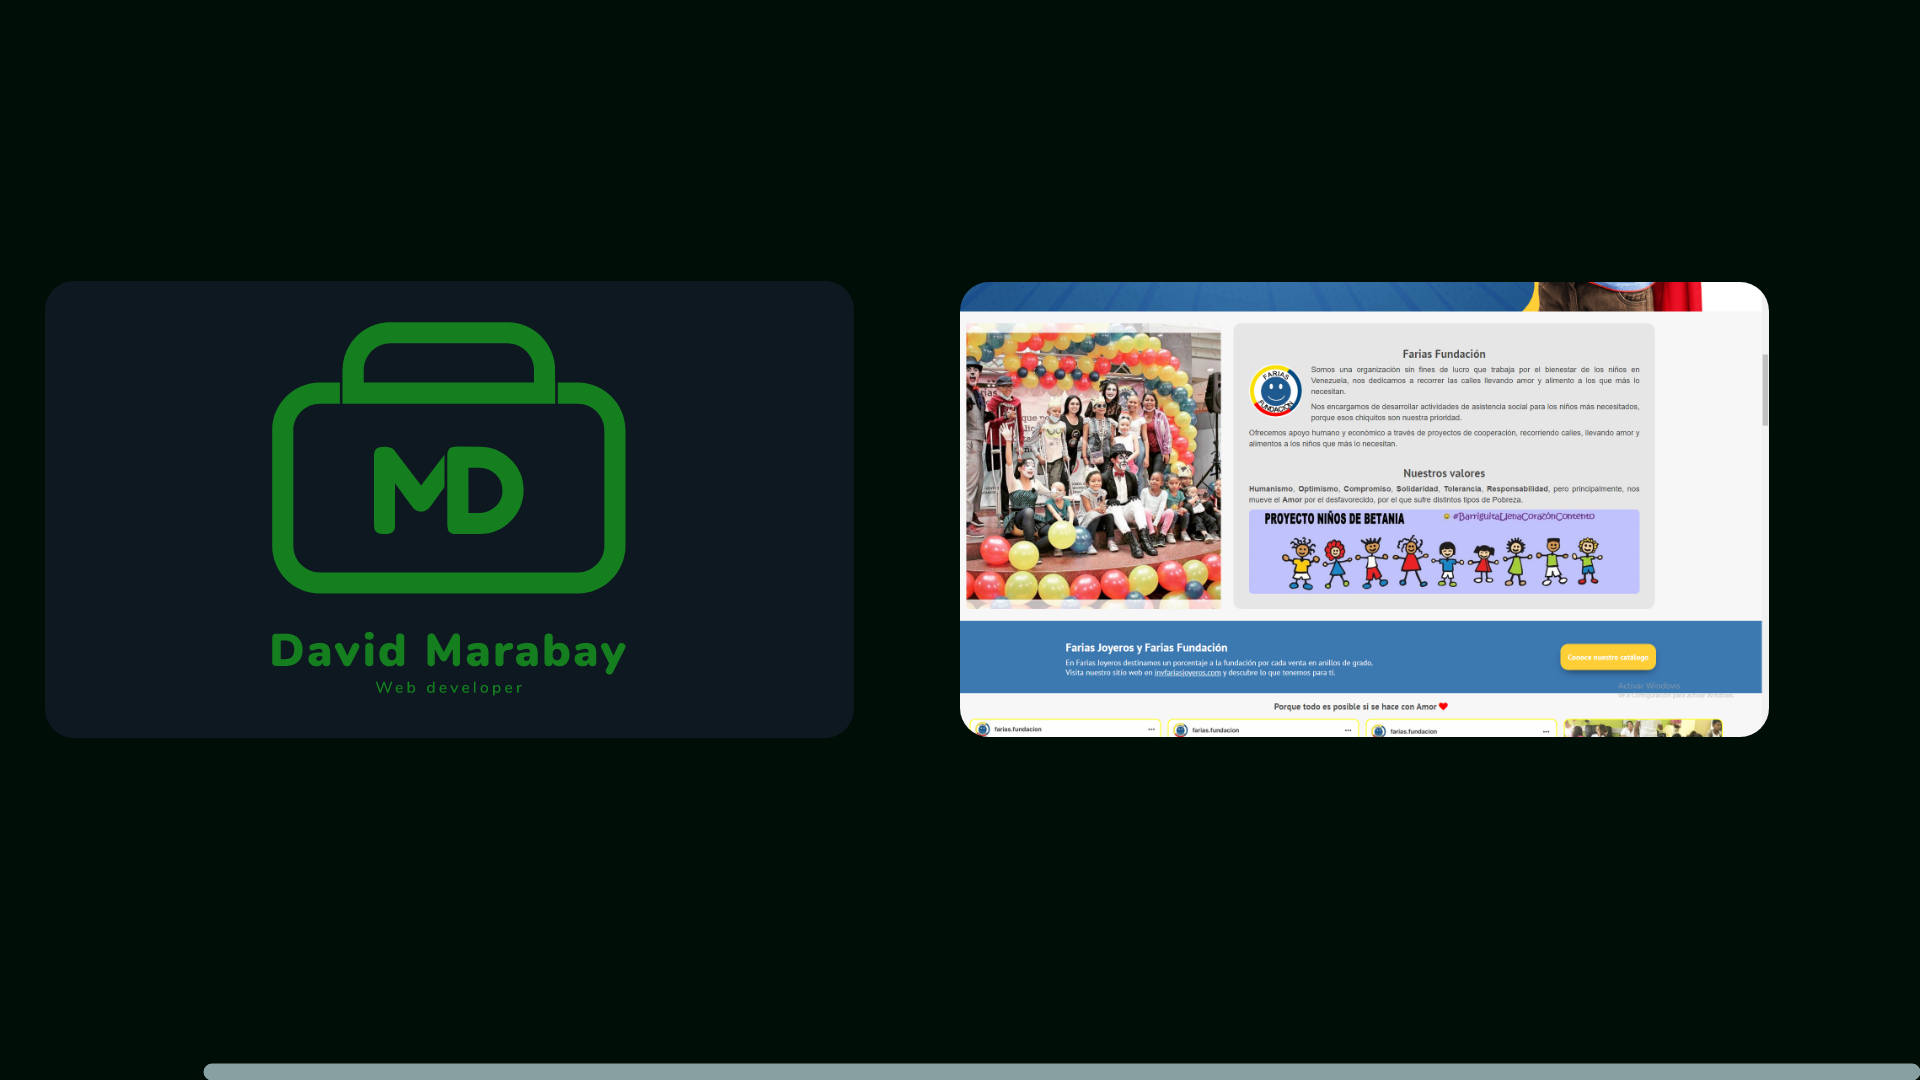 MD
David Marabay
Web developer
Farias Fundación
FARIAS
FUNDACIÓN
Somos una organización sin fines de lucro que trabaja por el bienestar de los niños en
Venezuela, nos dedicamos a recorrer las calles llevando amor y alimento a los que más lo
necesitan.
Nos encargamos de desarrollar actividades de asistencia social para los niños más necesitados,
porque esos chiquitos son nuestra prioridad.
Ofrecemos apoyo humano y económico a través de proyectos de cooperación, recorriendo calles, llevando amor y
alimentos a los niños que más lo necesitan.
Nuestros valores
Humanismo, Optimismo, Compromiso, Solidaridad, Tolerancia, Responsabilidad, pero principalmente, nos
mueve el Amor por el desfavorecido, por el que sufre distintos tipos de Pobreza.
PROYECTO NIÑOS DE BETANIA
#BarriguitaLlenaCorazónContento
Farias Joyeros y Farias Fundación
En Farias Joyeros destinamos un porcentaje a la fundación por cada venta en anillos de grado.
Visita nuestro sitio web en invfariasjoyeros.com y descubre lo que tenemos para ti.
Conoce nuestro catálogo
Activar Windows
Ve a Configuración para activar Windows.
Porque todo es posible si se hace con Amor
farias.fundacion
farias.fundacion
farias.fundacion